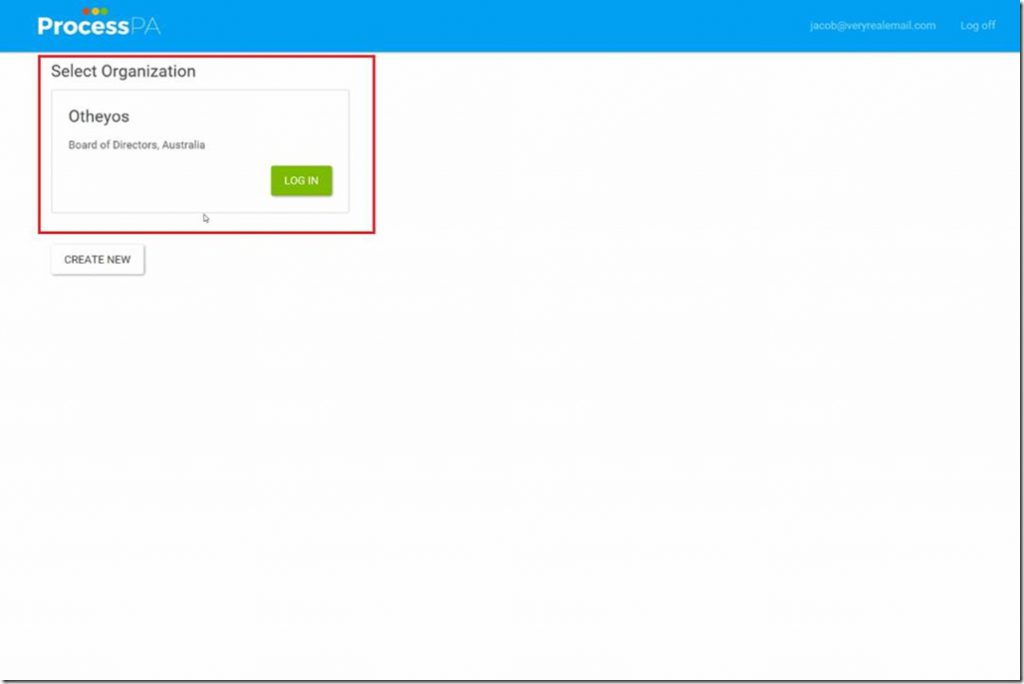 ProcessPA
jacob@veryrealemail.com
Log off
Select Organization
Otheyos
Board of Directors, Australia
LOG IN
CREATE NEW